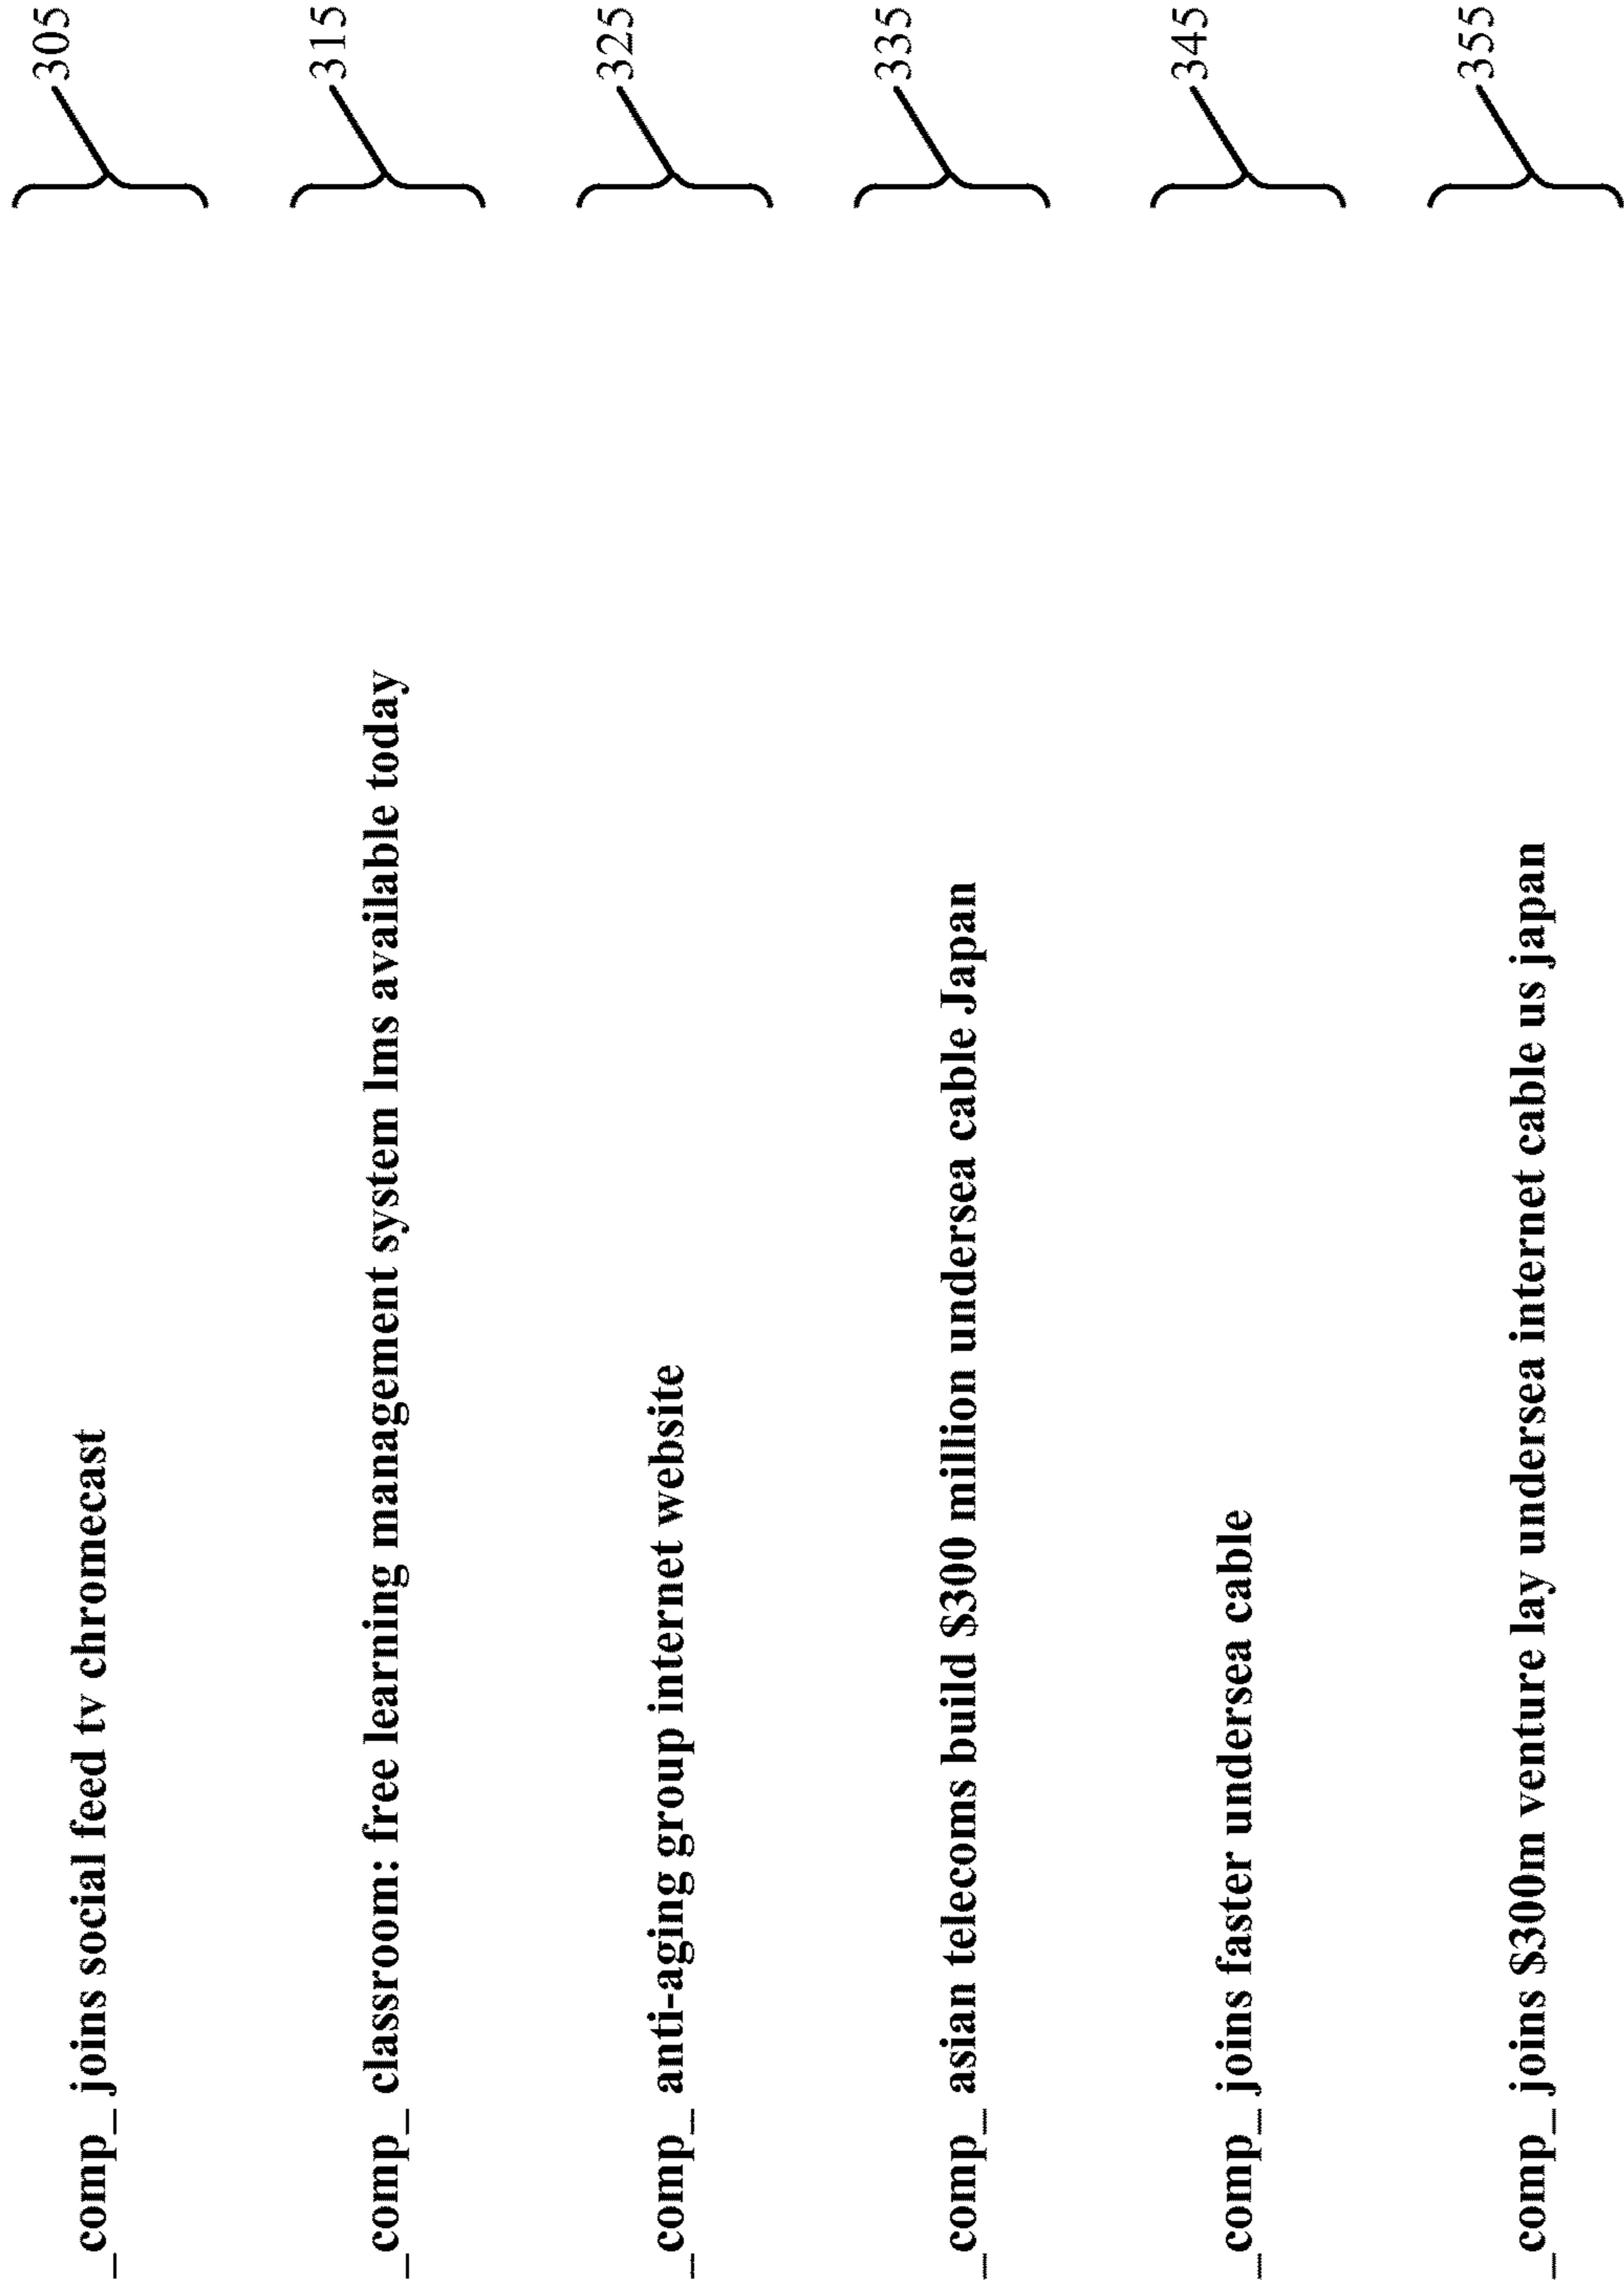 _comp_ joins social feed tv chromecast 305
_comp_ classroom: free learning management system lms available today 315
_comp_ anti-aging group internet website 325
_comp_ asian telecoms build $300 million undersea cable Japan 335
_comp_ joins faster undersea cable 345
_comp_ joins $300m venture lay undersea internet cable us japan 355